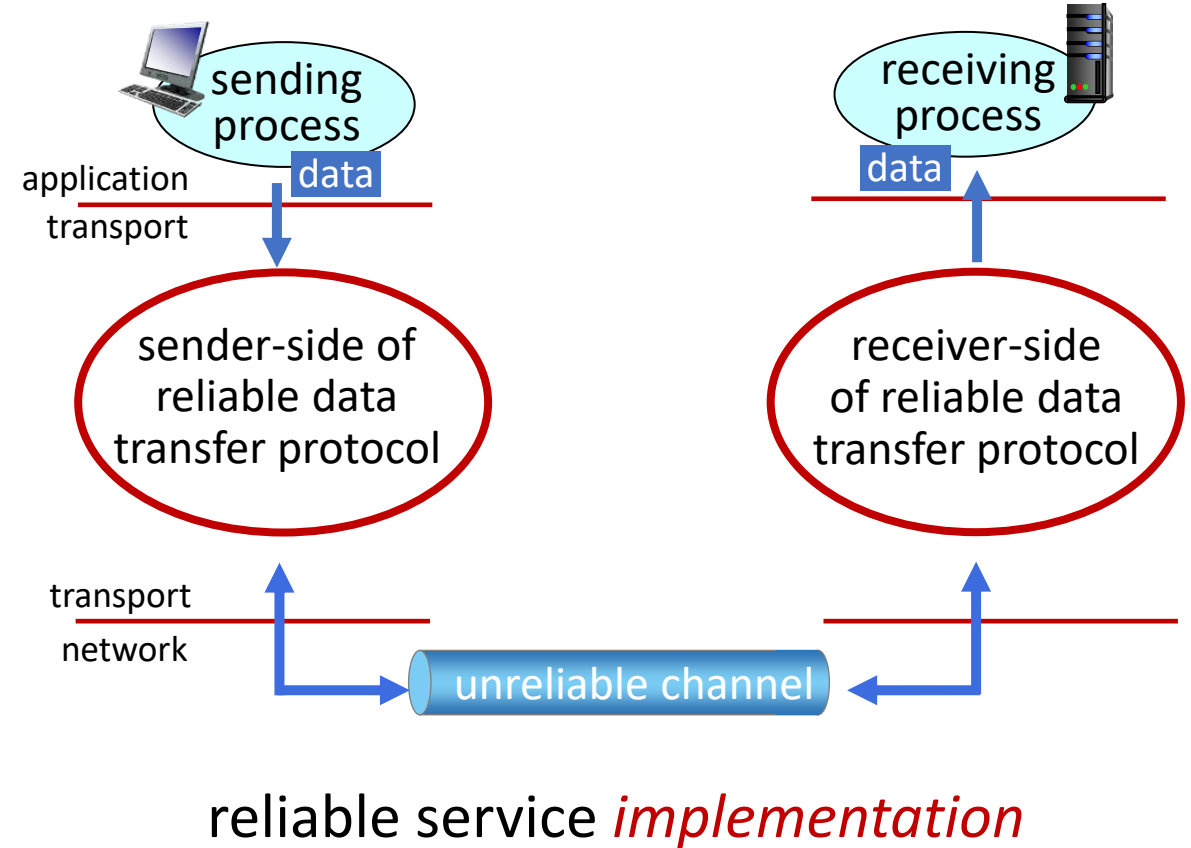 sending
process
data
application
transport
receiving
process
data
sender-side of
reliable data
transfer protocol
receiver-side
of reliable data
transfer protocol
transport
network
unreliable channel
reliable service implementation